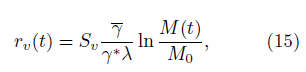 r_v(t) = S_v \frac{\overline{\gamma}}{\gamma^* \lambda} \ln \frac{M(t)}{M_0}, (15)